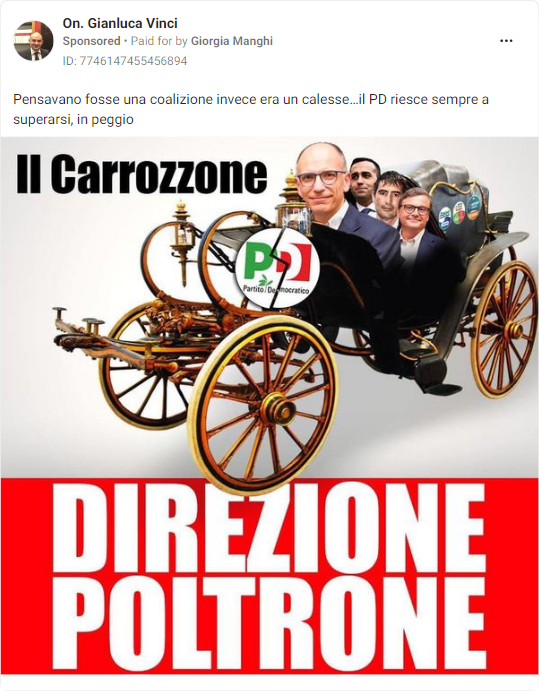 On. Gianluca Vinci
Sponsored • Paid for by Giorgia Manghi
ID: 7746147455456894
Pensavano fosse una coalizione invece era un calesse...il PD riesce sempre a
superarsi, in peggio
Il Carrozzone
PD
Partito Democratico
DIREZIONE
POLTRONE